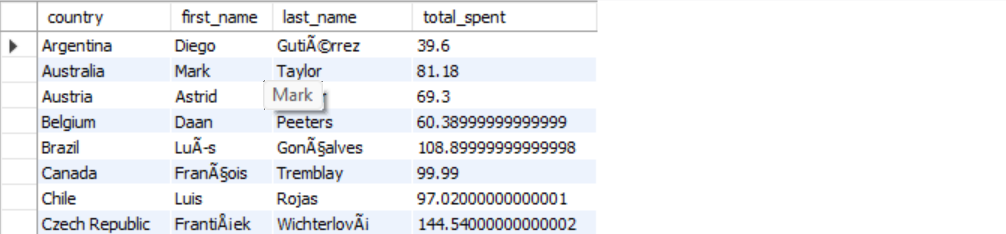 country first_name last_name total_spent
Argentina Diego GutiÃ©rrez 39.6
Australia Mark Taylor 81.18
Austria Astrid Mark 69.3
Belgium Daan Peeters 60.38999999999999
Brazil LuÃ-s GonÃ§alves 108.89999999999998
Canada FranÃ§ois Tremblay 99.99
Chile Luis Rojas 97.02000000000001
Czech Republic FrantiÅ¡ek WichterlovÃ¡ 144.54000000000002